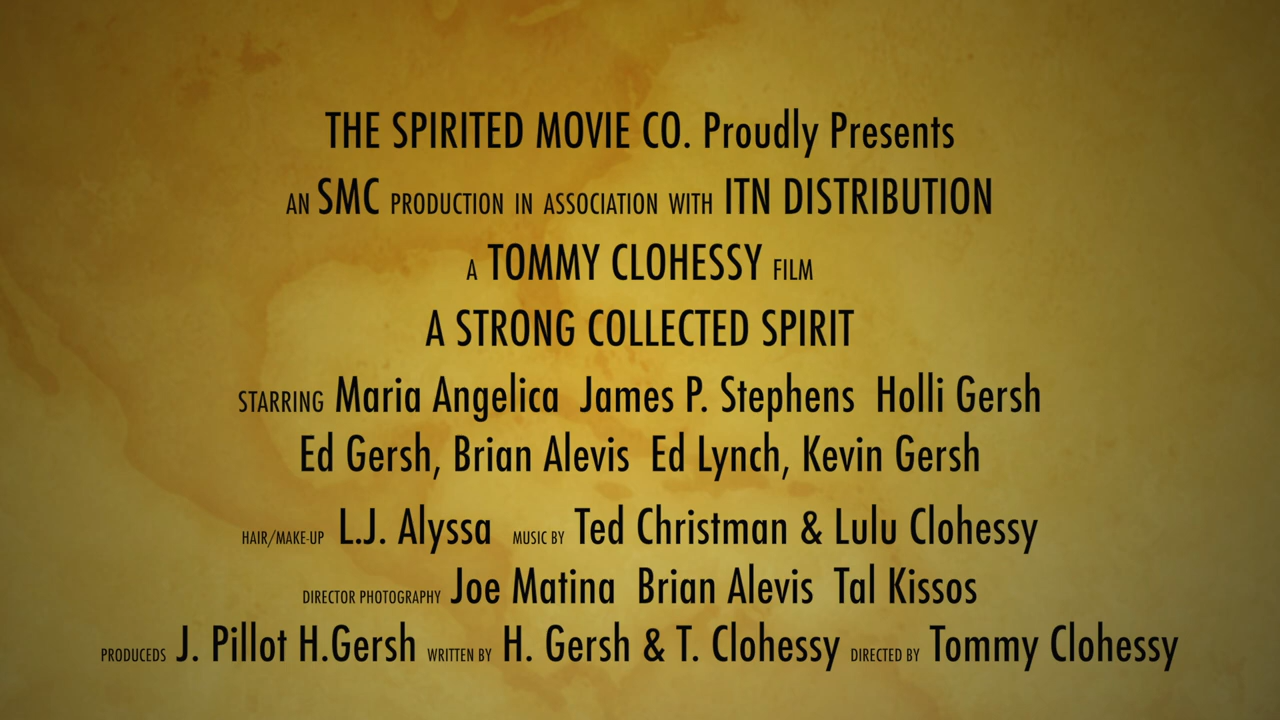 THE SPIRITED MOVIE CO. Proudly Presents
AN SMC PRODUCTION IN ASSOCIATION WITH ITN DISTRIBUTION
A TOMMY CLOHESSY FILM
A STRONG COLLECTED SPIRIT
STARRING Maria Angelica James P. Stephens Holli Gersh
Ed Gersh, Brian Alevis Ed Lynch, Kevin Gersh
HAIR/MAKE-UP L.J. Alyssa MUSIC BY Ted Christman & Lulu Clohessy
DIRECTOR PHOTOGRAPHY Joe Matina Brian Alevis Tal Kissos
PRODUCEDS J. Pillot H.Gersh WRITTEN BY H. Gersh & T. Clohessy DIRECTED BY Tommy Clohessy